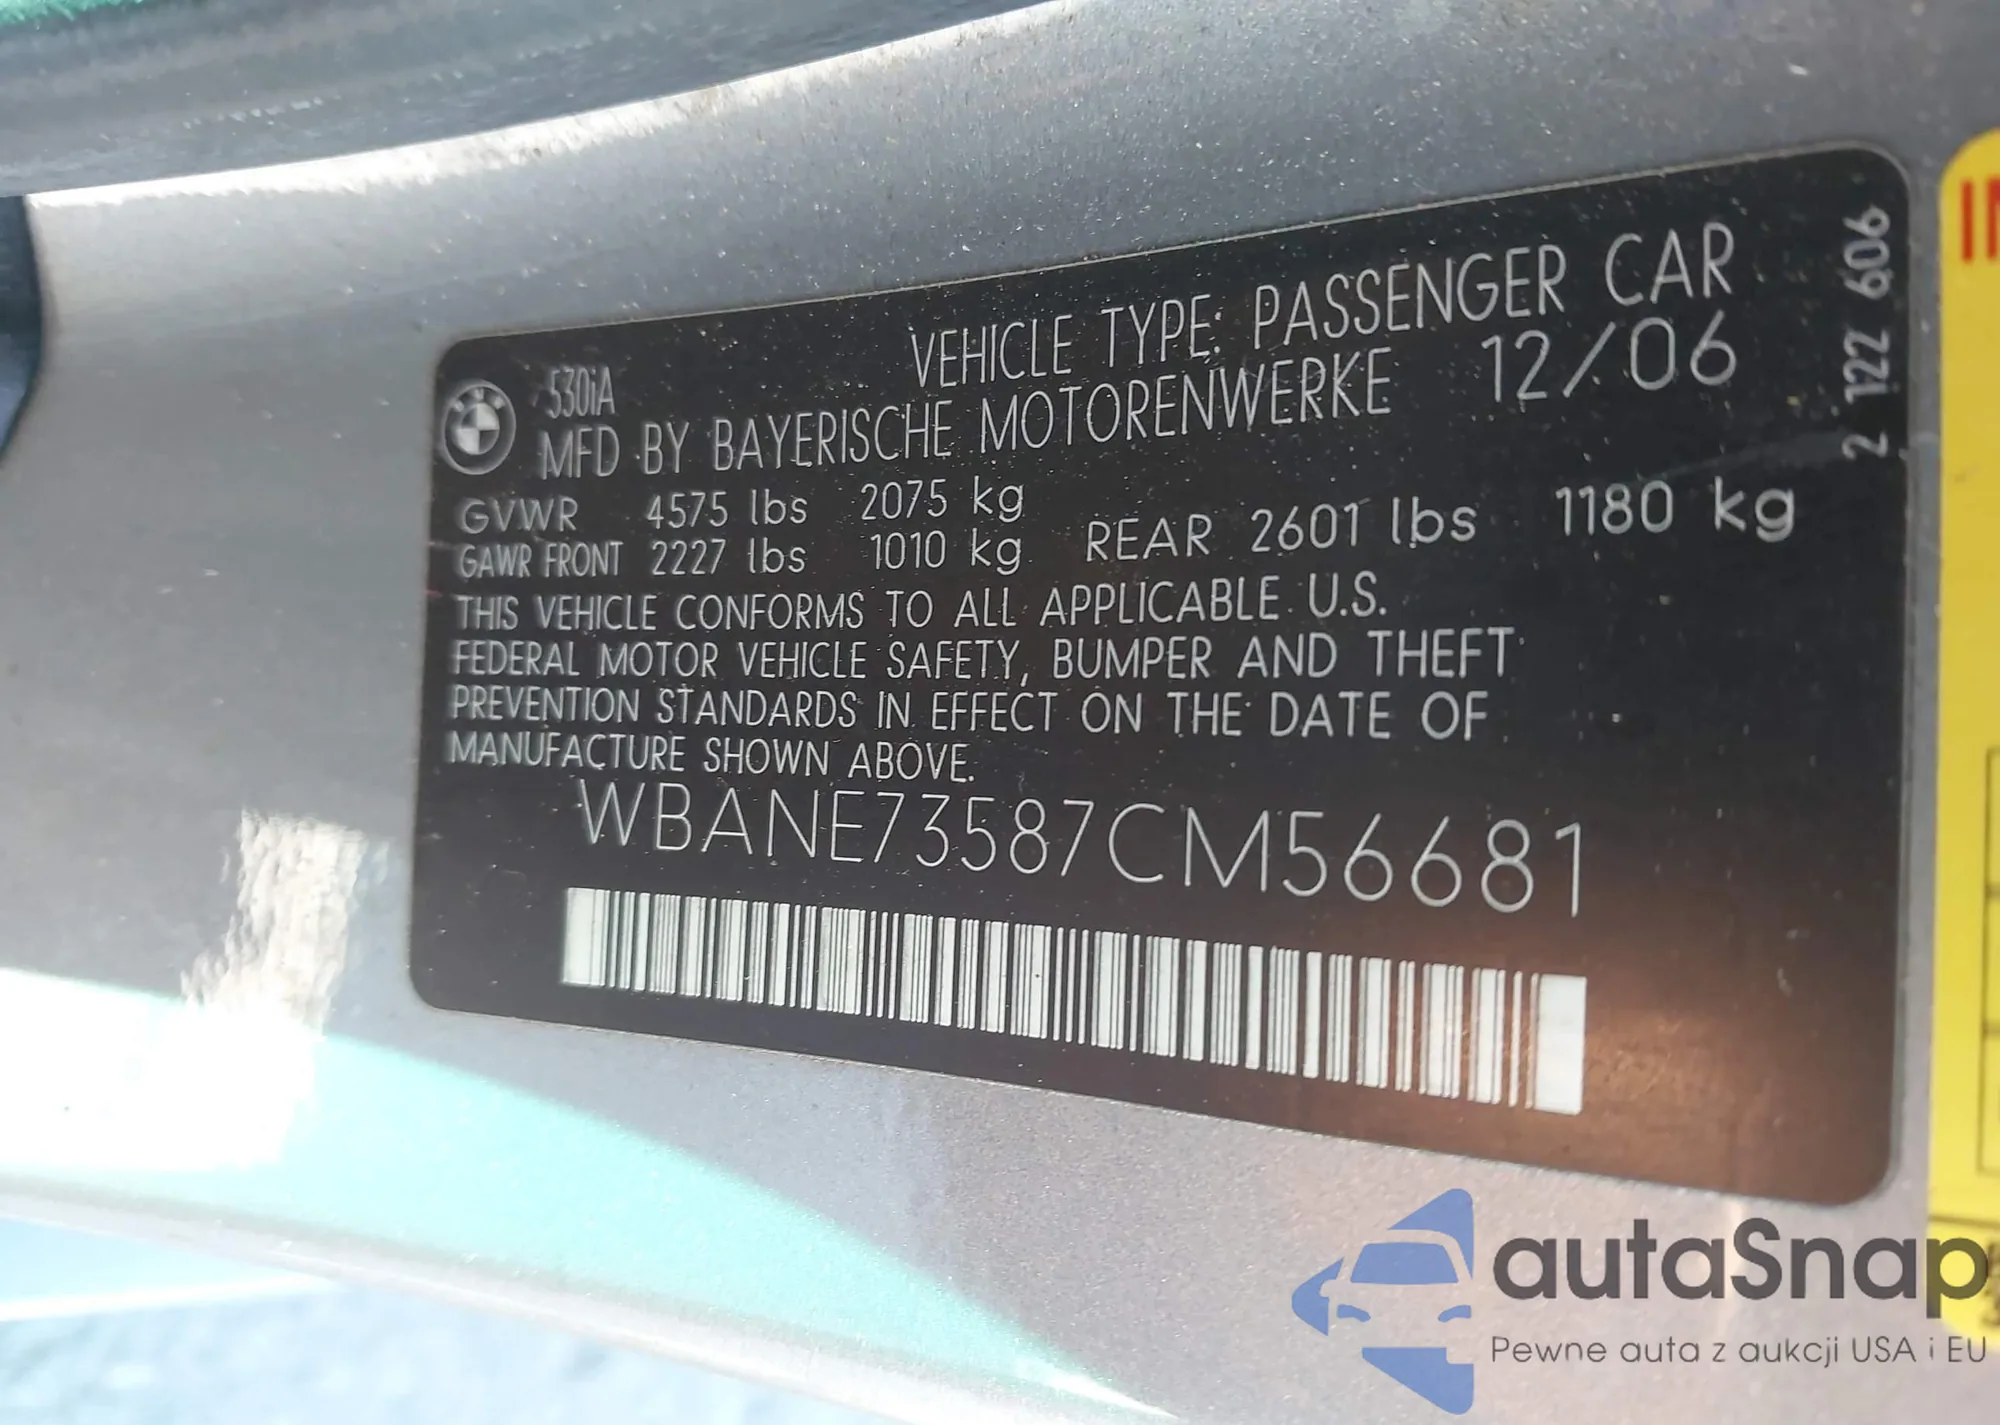 VEHICLE TYPE: PASSENGER CAR
530iA
MFD BY BAYERISCHE MOTORENWERKE 12/06
GVWR 4575 lbs 2075 kg
GAWR FRONT 2227 lbs 1010 kg REAR 2601 lbs 1180 kg
THIS VEHICLE CONFORMS TO ALL APPLICABLE U.S.
FEDERAL MOTOR VEHICLE SAFETY, BUMPER AND THEFT
PREVENTION STANDARDS IN EFFECT ON THE DATE OF
MANUFACTURE SHOWN ABOVE.
WBANE73587CM56681
2 122 606
BMW
autaSnap
Pewne auta z aukcji USA i EU